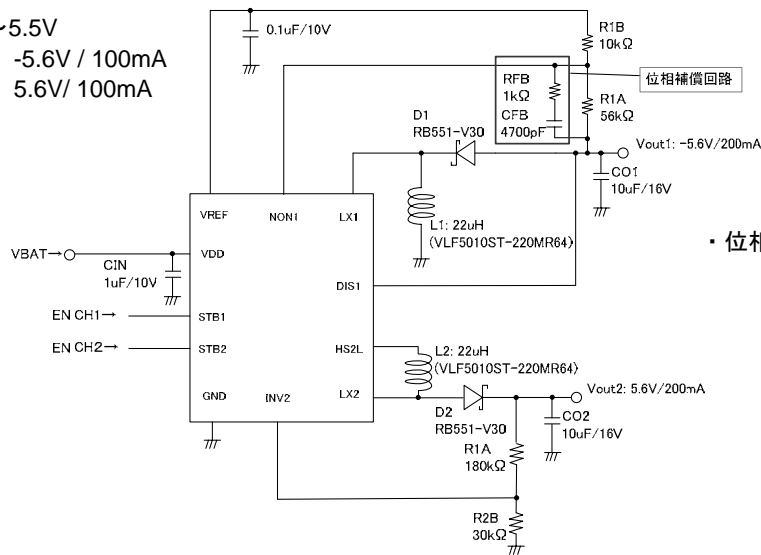 ~5.5V
-5.6V / 100mA
5.6V/ 100mA
0.1uF/10V
R1B
10kΩ
位相補償回路
RFB
1kΩ
CFB
4700pF
R1A
56kΩ
D1
RB551-V30
Vout1: -5.6V/200mA
CO1
10uF/16V
VREF
NON1
LX1
L1: 22uH
(VLF5010ST-220MR64)
・位相
VBAT→
VDD
CIN
1uF/10V
DIS1
EN CH1→
STB1
EN CH2→
STB2
HS2L
L2: 22uH
(VLF5010ST-220MR64)
GND
INV2
LX2
Vout2: 5.6V/200mA
D2
RB551-V30
CO2
10uF/16V
R1A
180kΩ
R2B
30kΩ